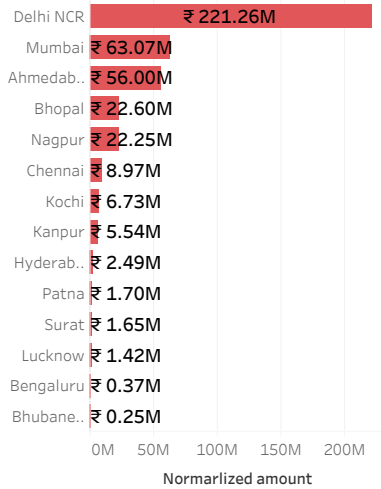 Delhi NCR ₹ 221.26M
Mumbai ₹ 63.07M
Ahmedab.. ₹ 56.00M
Bhopal ₹ 22.60M
Nagpur ₹ 22.25M
Chennai ₹ 8.97M
Kochi ₹ 6.73M
Kanpur ₹ 5.54M
Hyderab.. ₹ 2.49M
Patna ₹ 1.70M
Surat ₹ 1.65M
Lucknow ₹ 1.42M
Bengaluru ₹ 0.37M
Bhubane.. ₹ 0.25M
0M 50M 100M 150M 200M
Normarlized amount